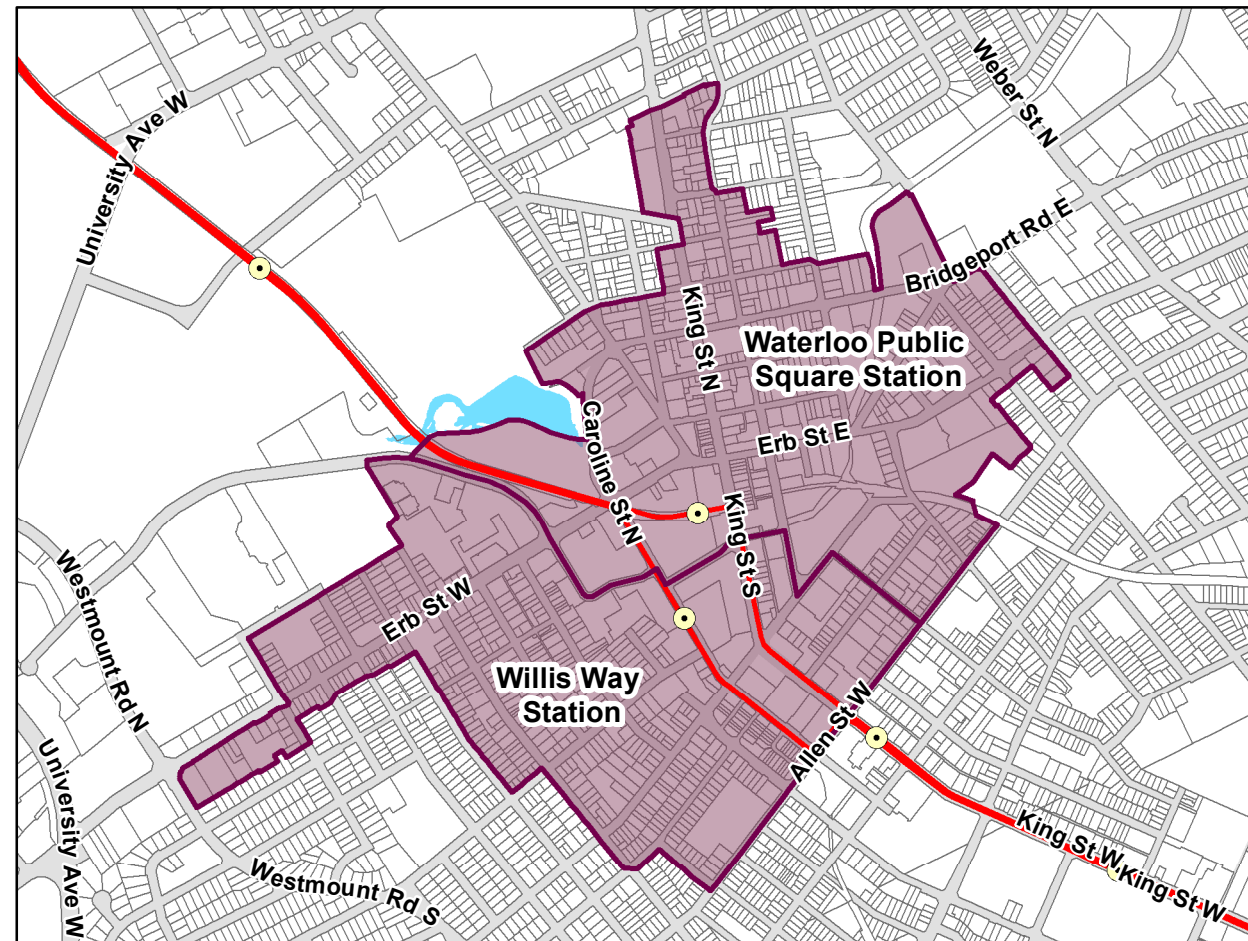 Weber St N
University Ave W
Bridgeport Rd E
King St N
Waterloo Public
Square Station
Caroline St N
Erb St E
King St S
Westmount Rd N
Erb St W
Willis Way
Station
Allen St W
University Ave W
Westmount Rd S
King St W
King St W